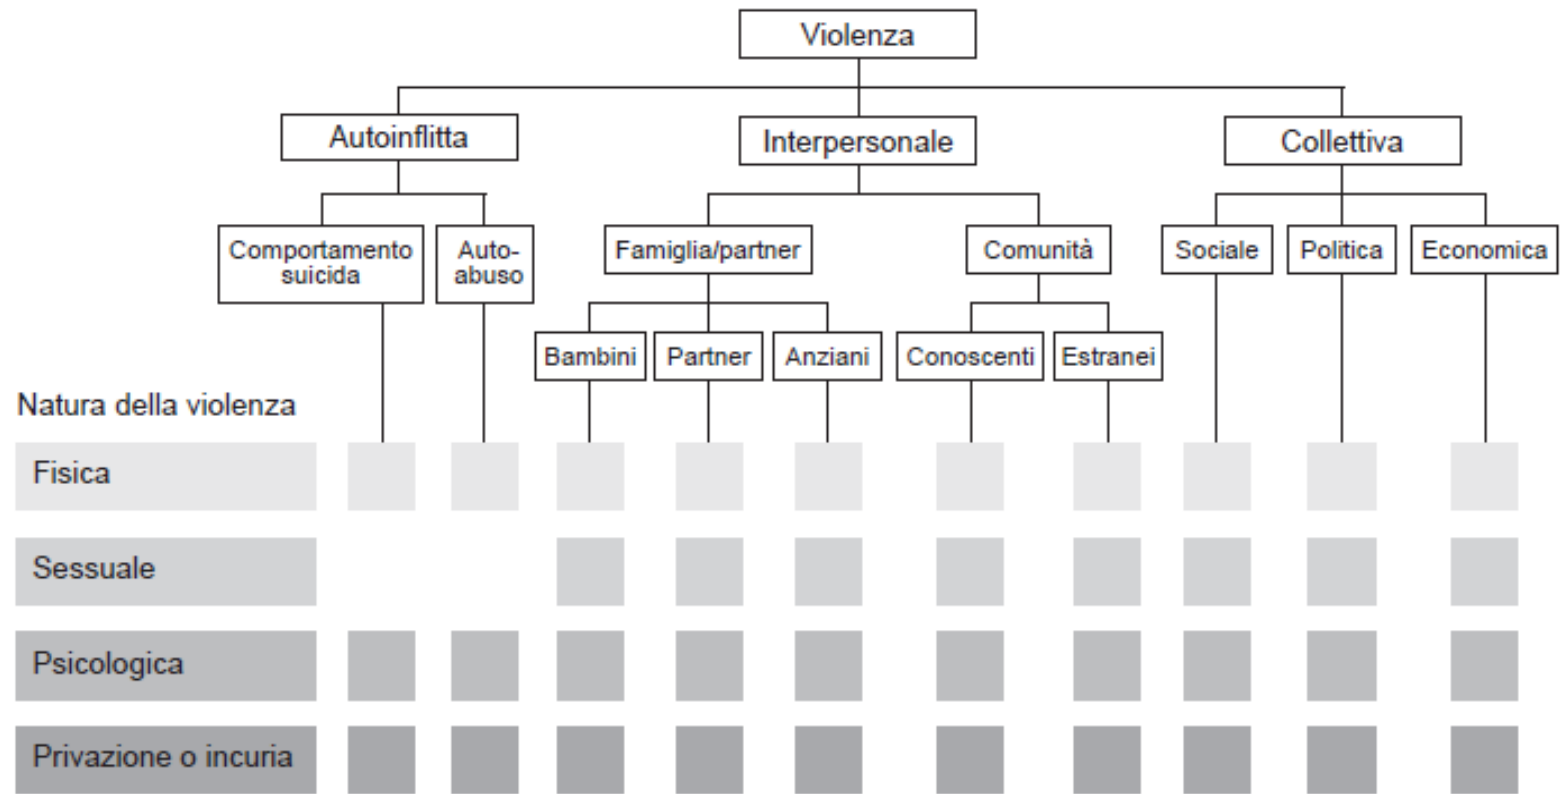 Violenza
Autoinflitta
Interpersonale
Collettiva
Comportamento
suicida
Auto-
abuso
Famiglia/partner
Comunità
Sociale
Politica
Economica
Bambini
Partner
Anziani
Conoscenti
Estranei
Natura della violenza
Fisica
Sessuale
Psicologica
Privazione o incuria